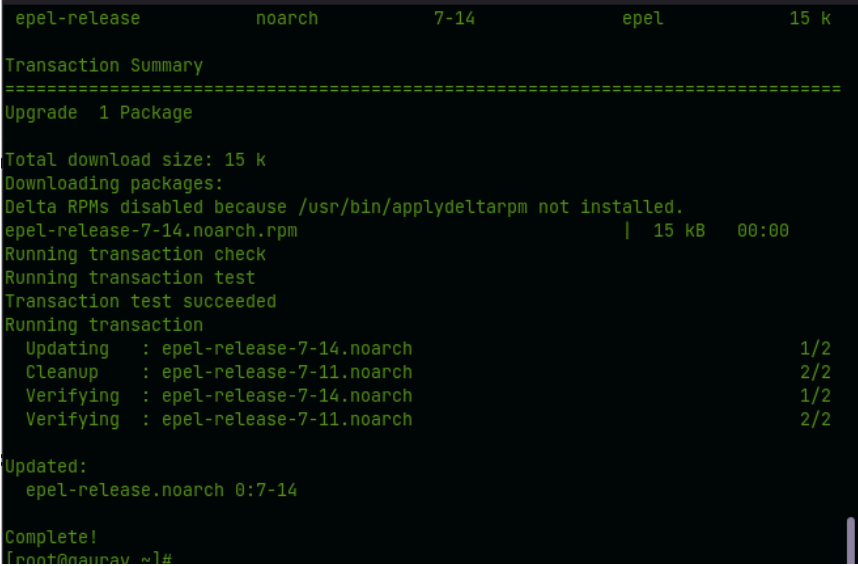 epel-release noarch 7-14 epel 15 k
Transaction Summary
================================================================================
Upgrade 1 Package
Total download size: 15 k
Downloading packages:
Delta RPMs disabled because /usr/bin/applydeltarpm not installed.
epel-release-7-14.noarch.rpm | 15 kB 00:00
Running transaction check
Running transaction test
Transaction test succeeded
Running transaction
Updating : epel-release-7-14.noarch 1/2
Cleanup : epel-release-7-11.noarch 2/2
Verifying : epel-release-7-14.noarch 1/2
Verifying : epel-release-7-11.noarch 2/2
Updated:
epel-release.noarch 0:7-14
Complete!
[root@gaurav ~]#